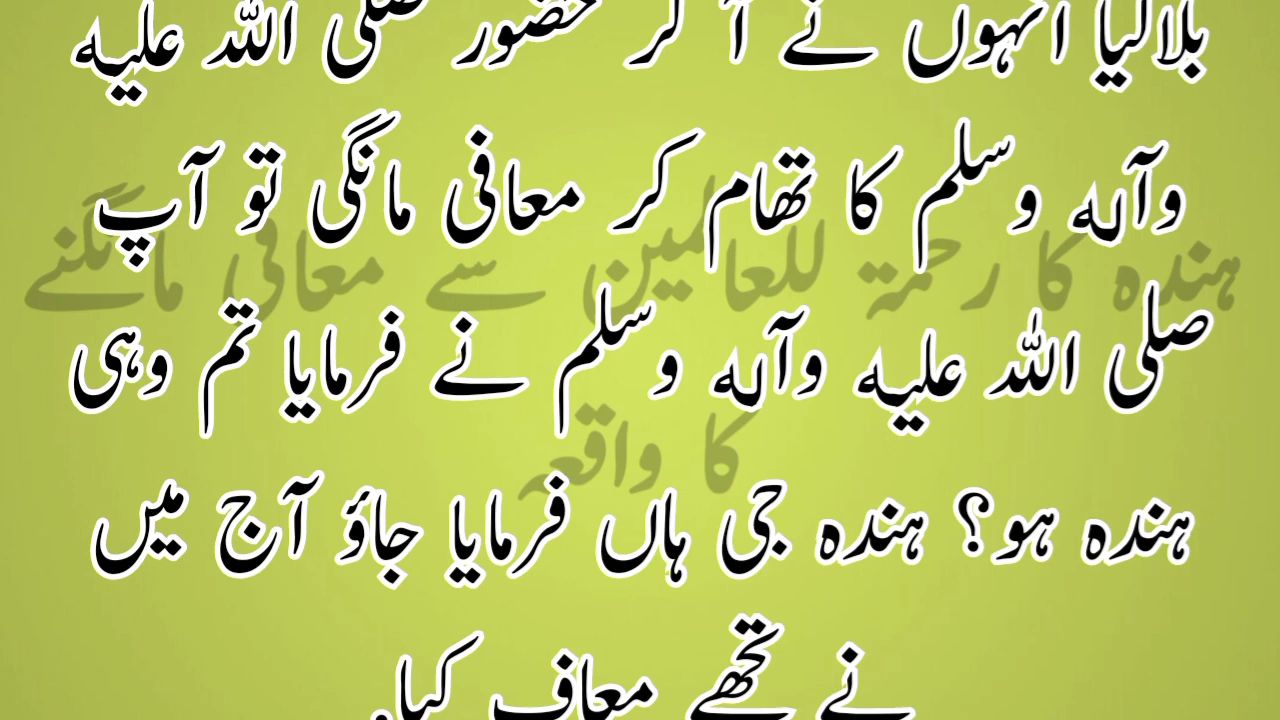 بلالیا انہوں نے آ کر حضور صلی اللہ علیہ
وآلہ وسلم کا تھام کر معافی مانگی تو آپ
ہندہ کا رحمۃ للعالمین سے معافی مانگنے
صلی اللہ علیہ وآلہ وسلم نے فرمایا تم وہی
کا واقعہ
ہندہ ہو؟ ہندہ جی ہاں فرمایا جاؤ آج میں
نے تجھے معاف کیا.